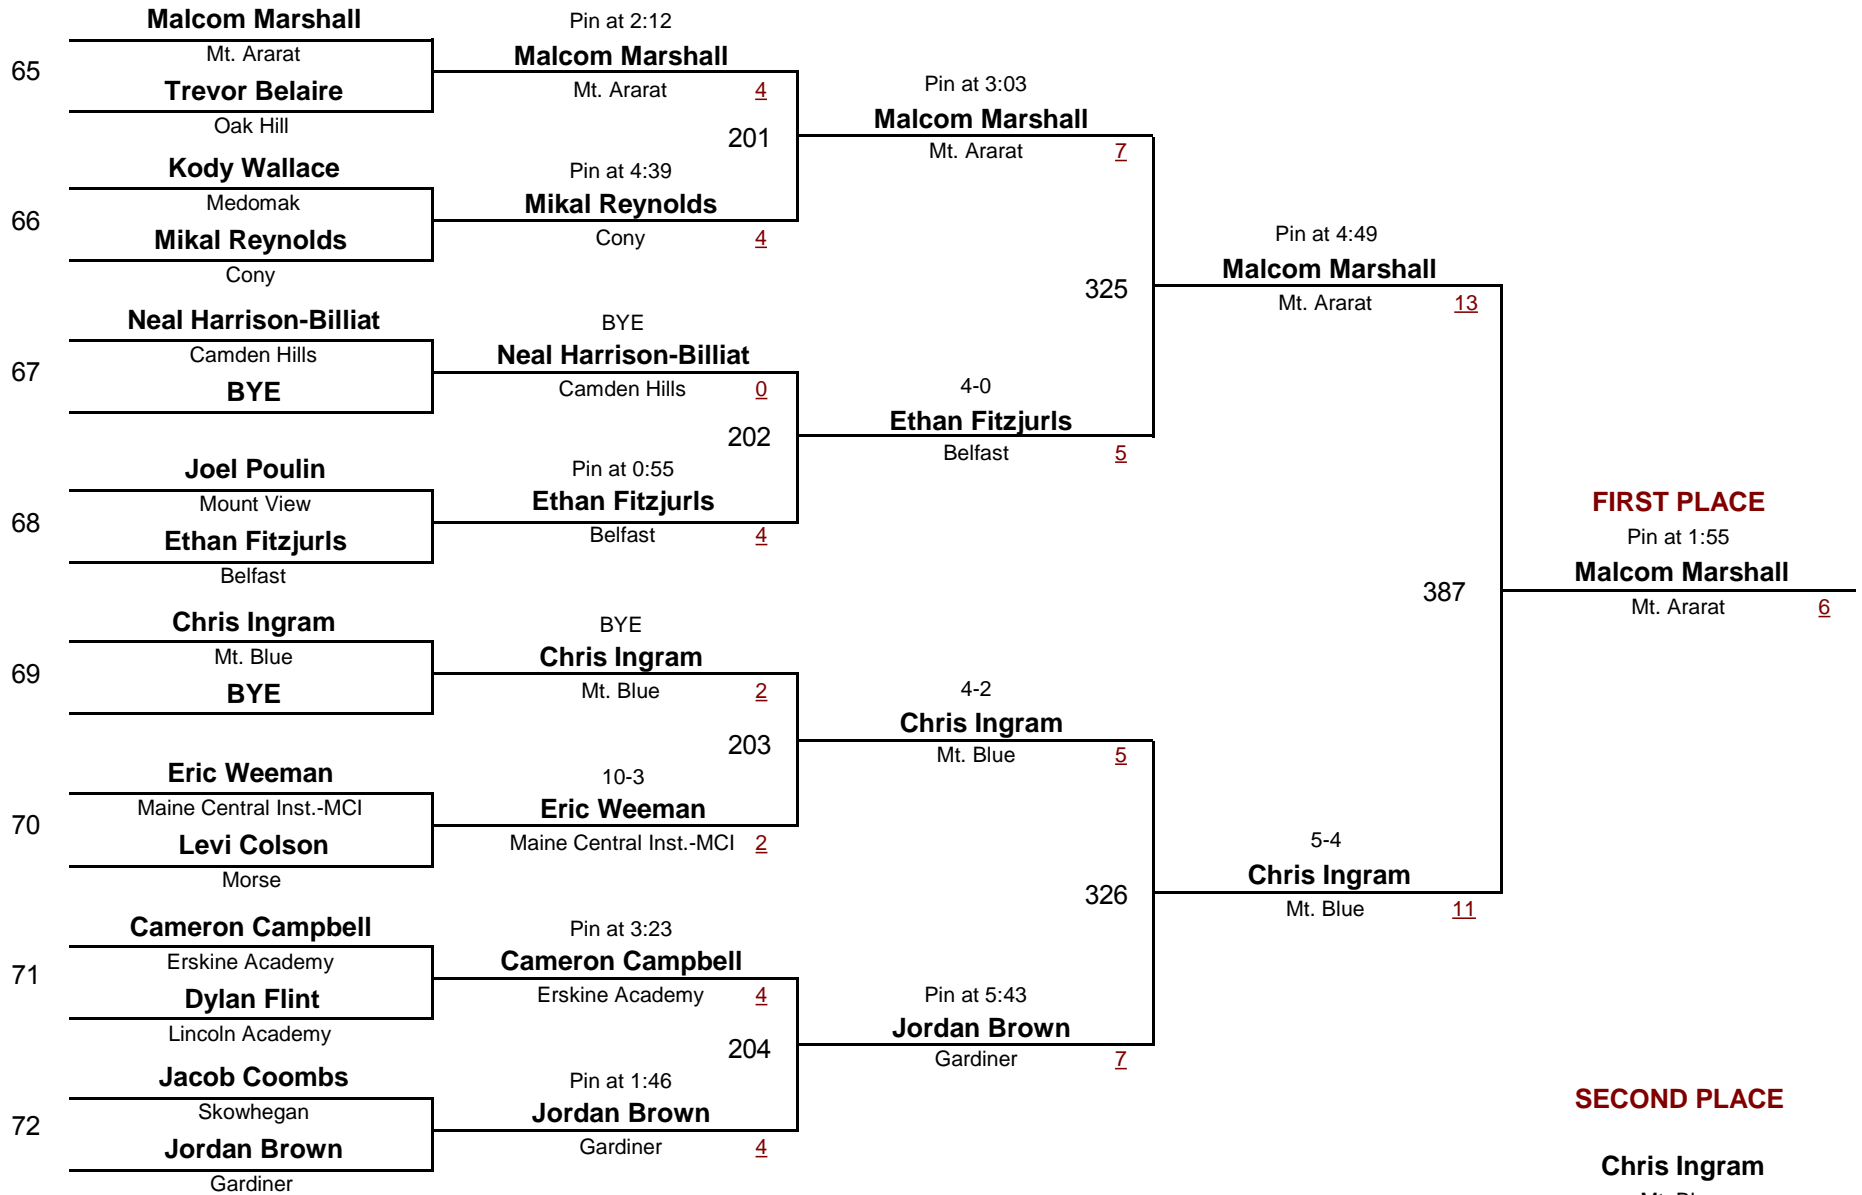 Malcom Marshall
Mt. Ararat
65
Trevor Belaire
Oak Hill
Kody Wallace
Medomak
66
Mikal Reynolds
Cony
Neal Harrison-Billiat
Camden Hills
67
BYE
Joel Poulin
Mount View
68
Ethan Fitzjurls
Belfast
Chris Ingram
Mt. Blue
69
BYE
Eric Weeman
Maine Central Inst.-MCI
70
Levi Colson
Morse
Cameron Campbell
Erskine Academy
71
Dylan Flint
Lincoln Academy
Jacob Coombs
Skowhegan
72
Jordan Brown
Gardiner
Pin at 2:12
Malcom Marshall
Mt. Ararat 4
201
Pin at 4:39
Mikal Reynolds
Cony 4
BYE
Neal Harrison-Billiat
Camden Hills 0
202
Pin at 0:55
Ethan Fitzjurls
Belfast 4
BYE
Chris Ingram
Mt. Blue 2
203
10-3
Eric Weeman
Maine Central Inst.-MCI 2
Pin at 3:23
Cameron Campbell
Erskine Academy 4
204
Pin at 1:46
Jordan Brown
Gardiner 4
Pin at 3:03
Malcom Marshall
Mt. Ararat 7
325
4-0
Ethan Fitzjurls
Belfast 5
4-2
Chris Ingram
Mt. Blue 5
326
Pin at 5:43
Jordan Brown
Gardiner 7
Pin at 4:49
Malcom Marshall
Mt. Ararat 13
387
5-4
Chris Ingram
Mt. Blue 11
FIRST PLACE
Pin at 1:55
Malcom Marshall
Mt. Ararat 6
SECOND PLACE
Chris Ingram
Mt. Blue